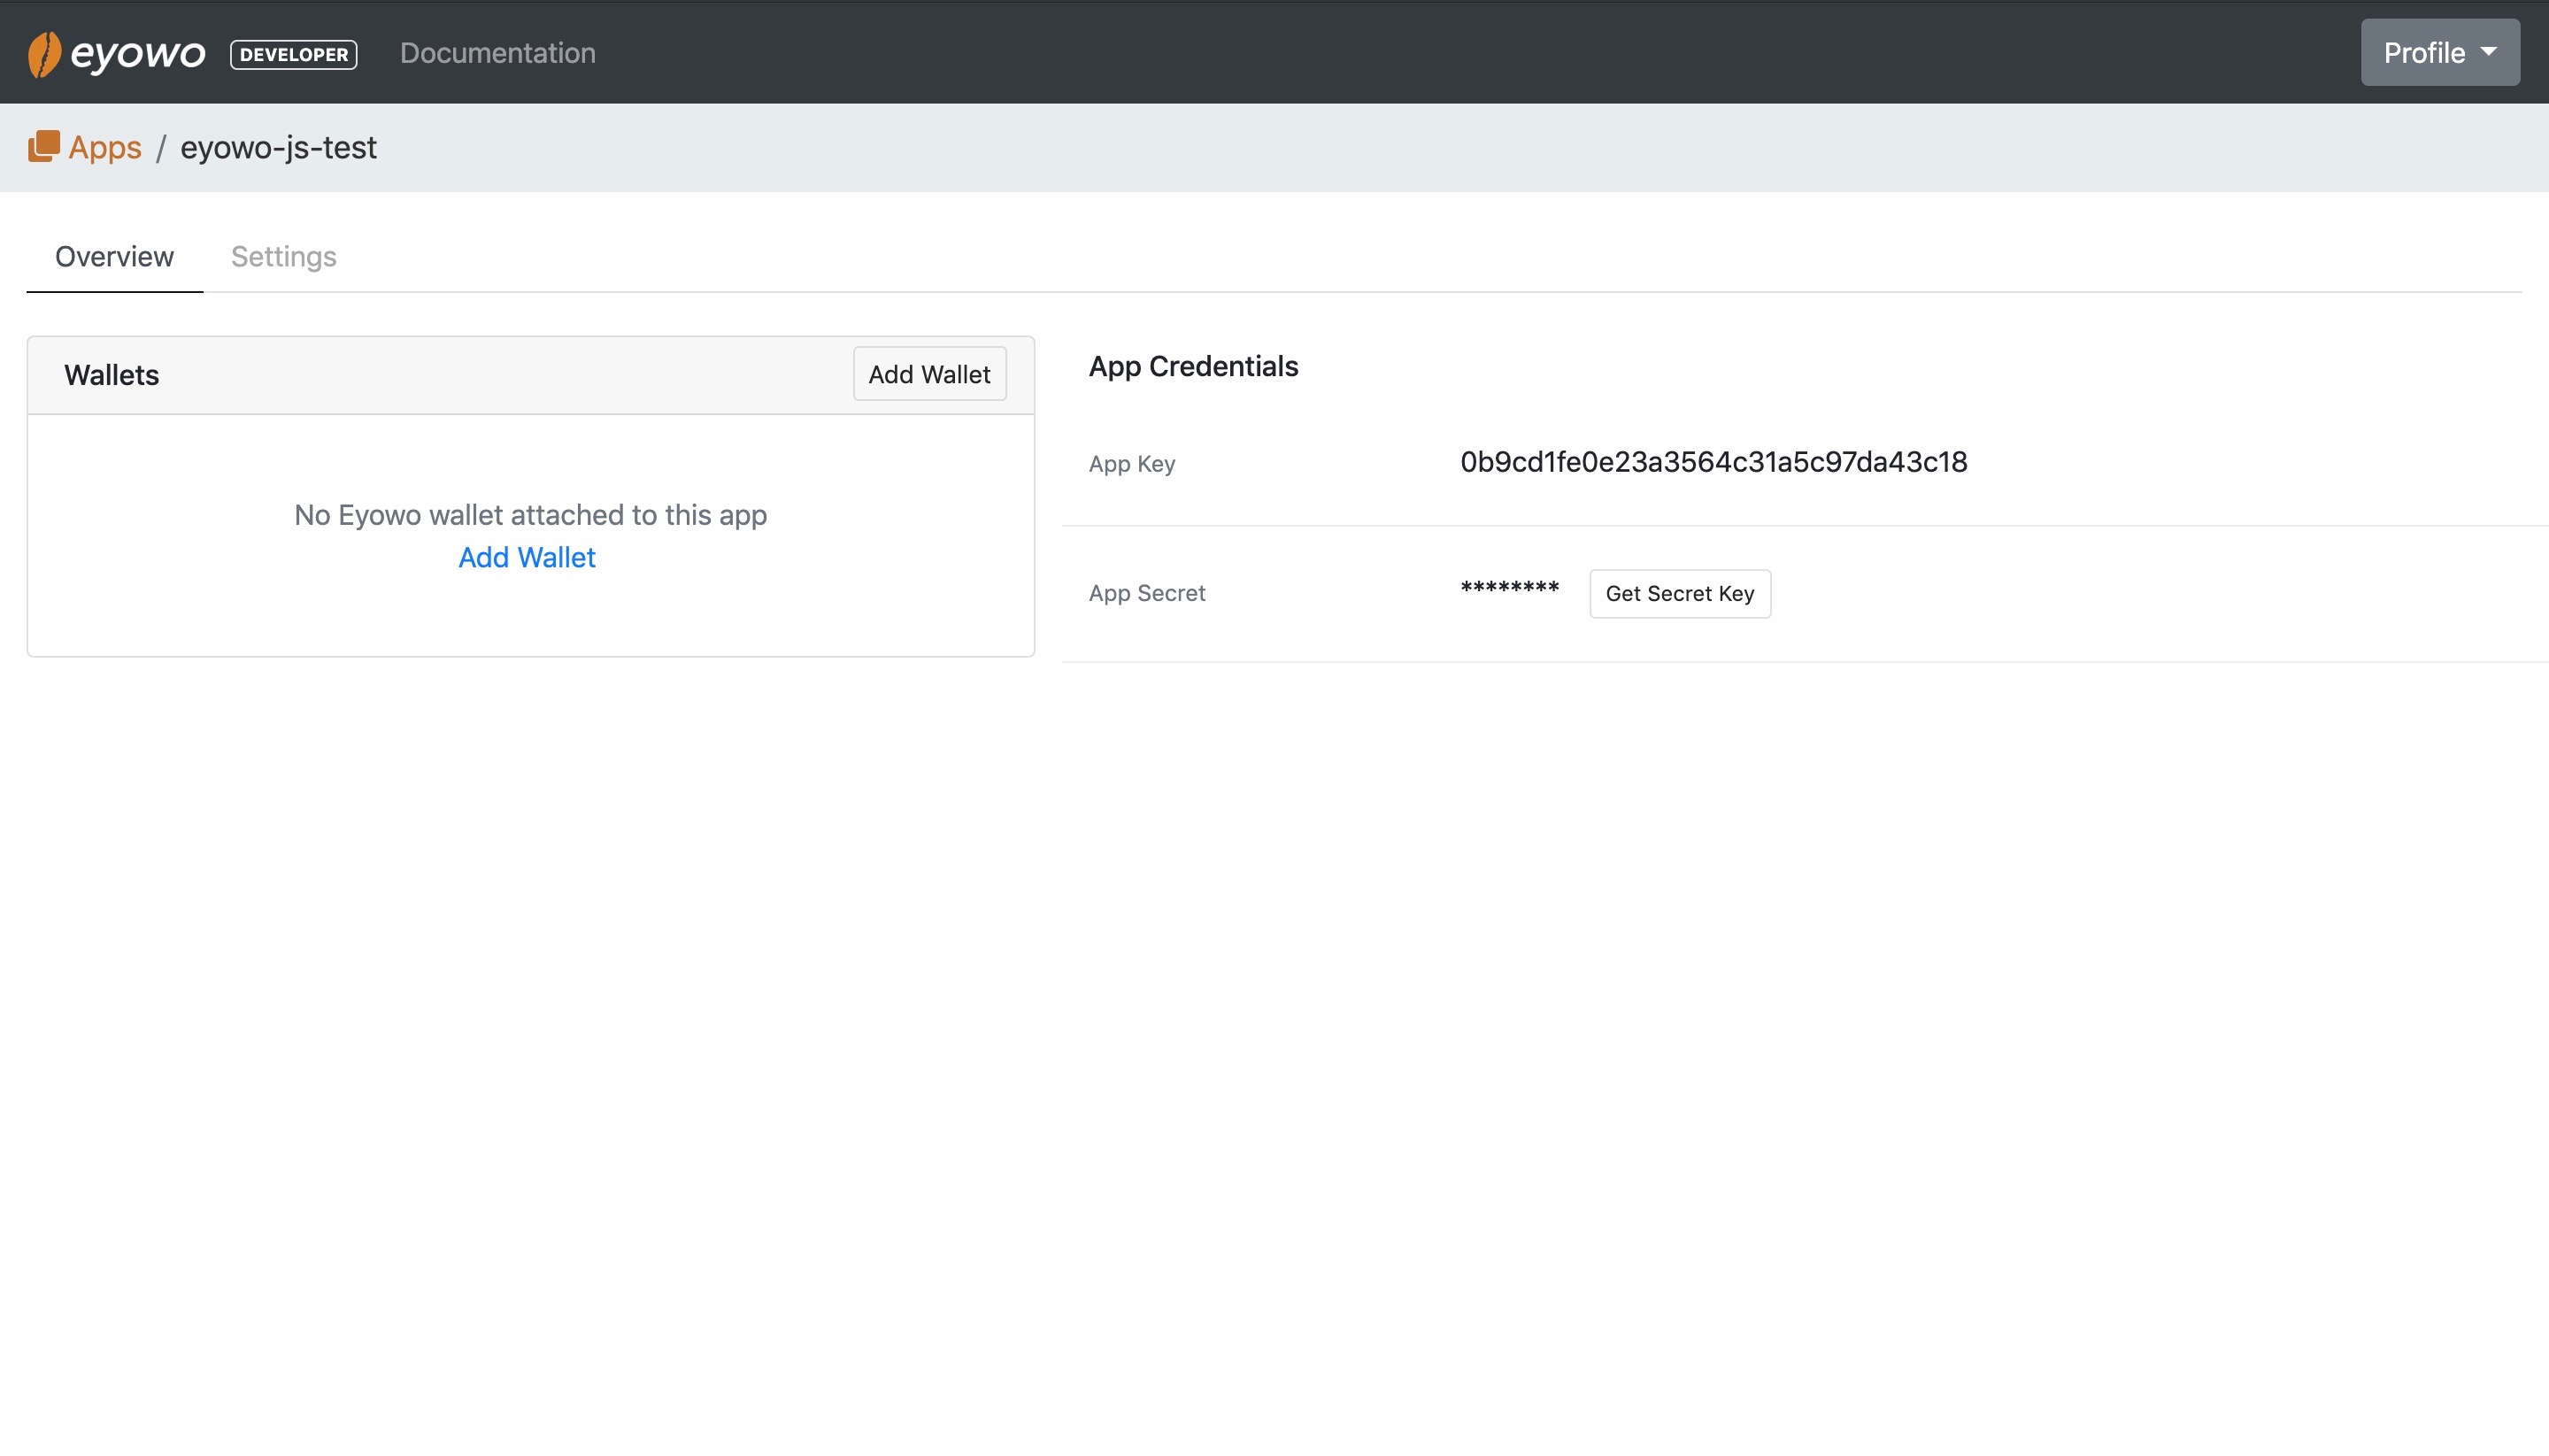 eyowo DEVELOPER Documentation Profile
Apps / eyowo-js-test
Overview Settings
Wallets Add Wallet
No Eyowo wallet attached to this app
Add Wallet
App Credentials
App Key 0b9cd1fe0e23a3564c31a5c97da43c18
App Secret ******** Get Secret Key